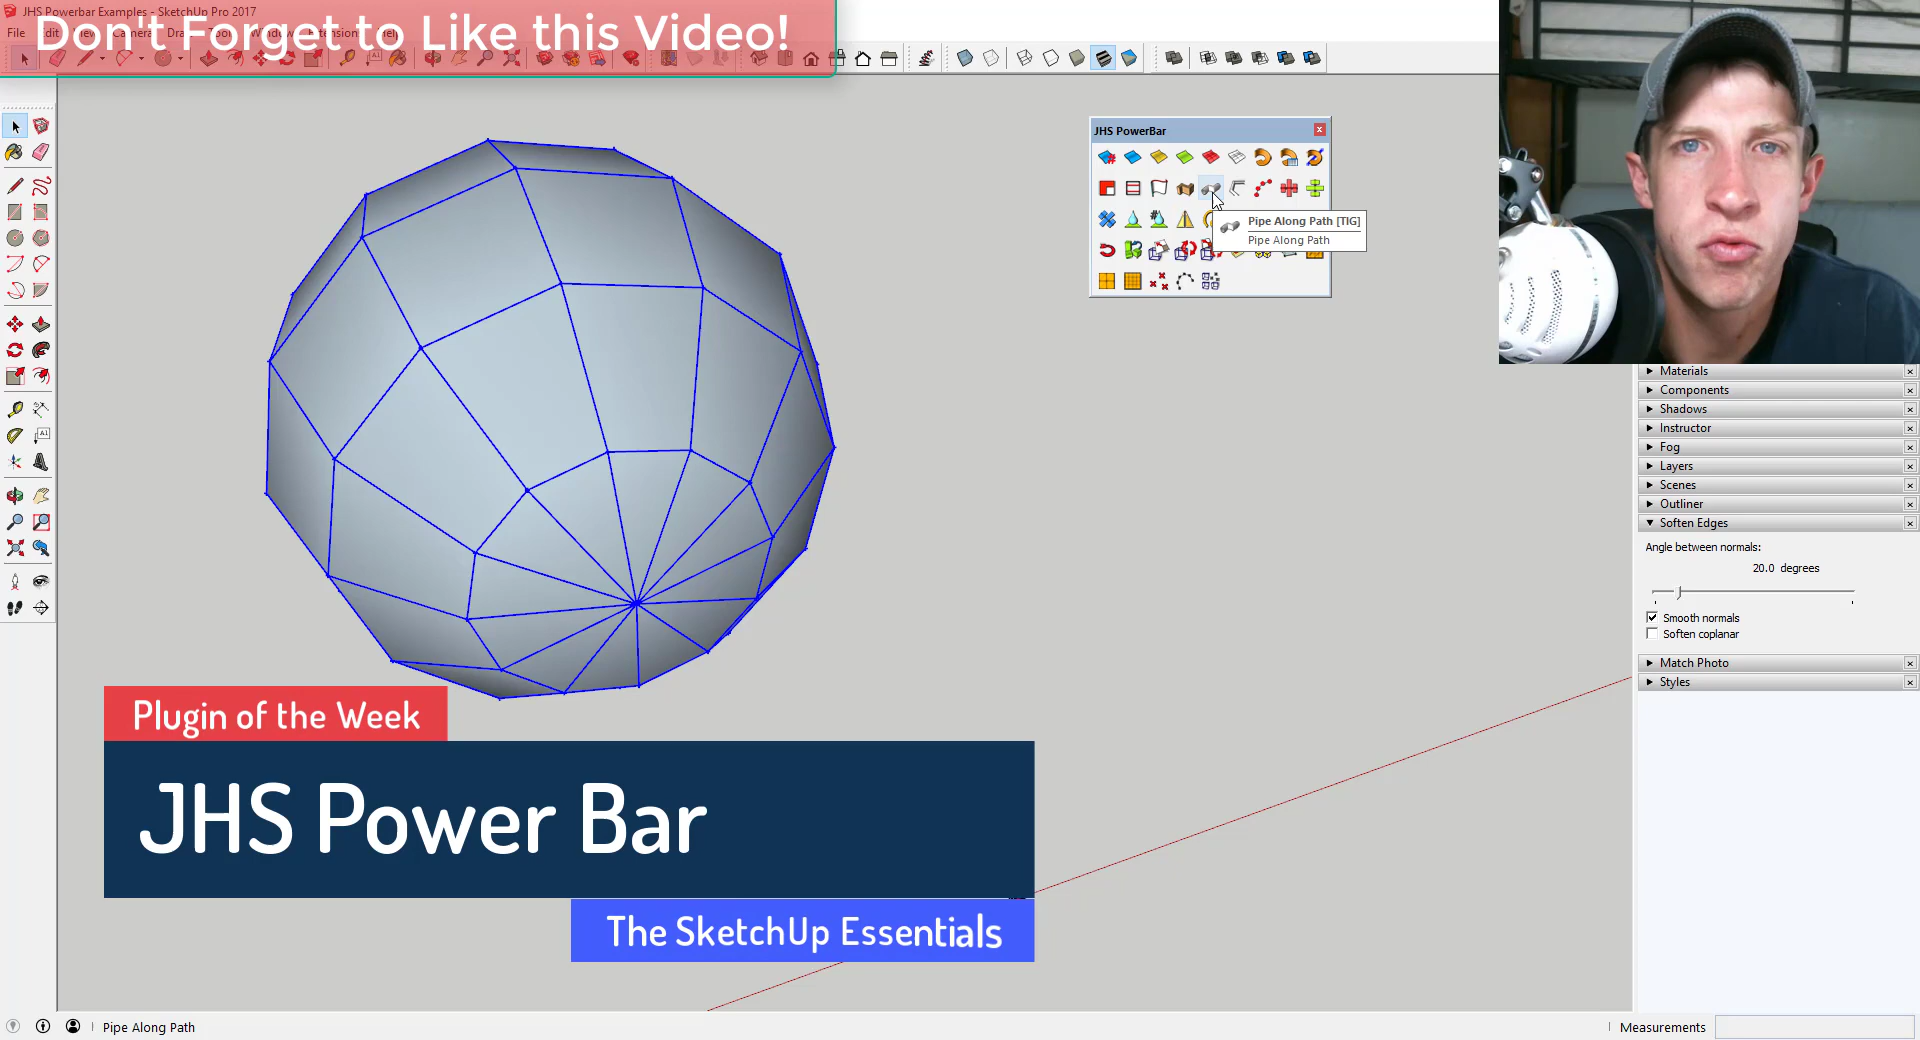 JHS Powerbar Examples - SketchUp Pro 2017
File
Don't Forget to Like this Video!
JHS PowerBar
Pipe Along Path [TIG]
Pipe Along Path
Materials
Components
Shadows
Instructor
Fog
Layers
Scenes
Outliner
Soften Edges
Angle between normals:
20.0 degrees
Smooth normals
Soften coplanar
Match Photo
Styles
Plugin of the Week
JHS Power Bar
The SketchUp Essentials
Pipe Along Path
Measurements